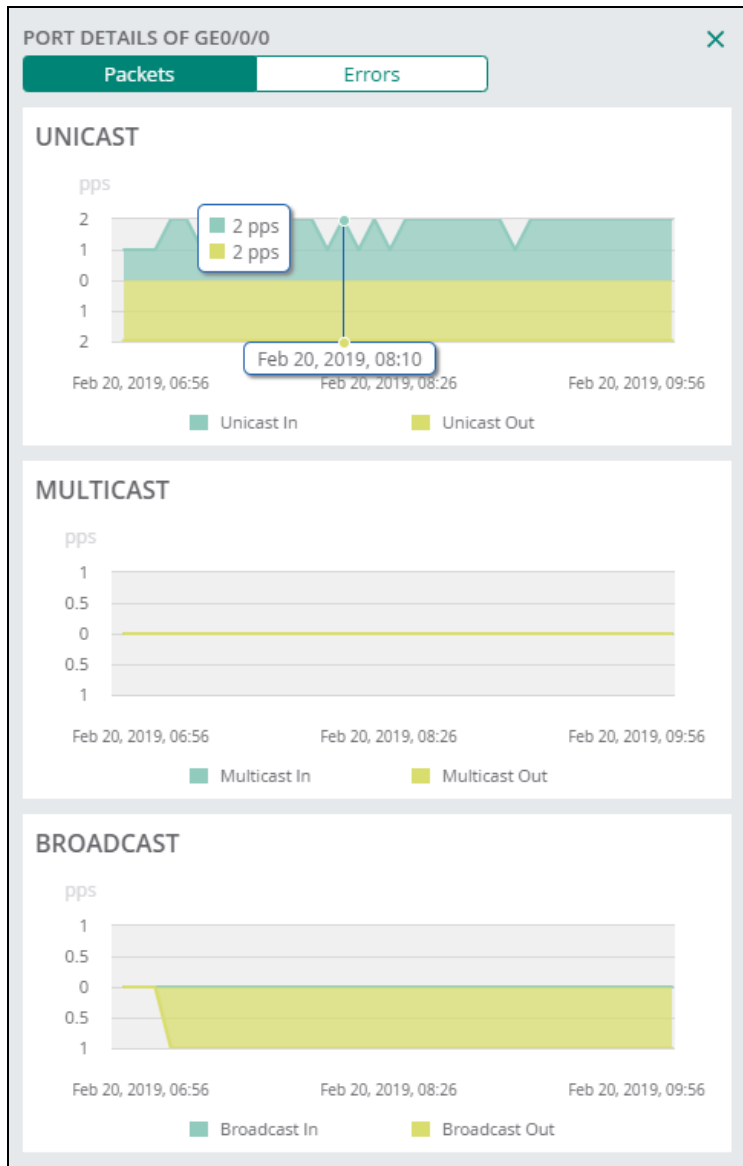 PORT DETAILS OF GE0/0/0 ×
Packets Errors
UNICAST
pps
2
1
0
1
2
2 pps
2 pps
Feb 20, 2019, 08:10
Feb 20, 2019, 06:56 Feb 20, 2019, 08:26 Feb 20, 2019, 09:56
Unicast In Unicast Out
MULTICAST
pps
1
0.5
0
0.5
1
Feb 20, 2019, 06:56 Feb 20, 2019, 08:26 Feb 20, 2019, 09:56
Multicast In Multicast Out
BROADCAST
pps
1
0.5
0
0.5
1
Feb 20, 2019, 06:56 Feb 20, 2019, 08:26 Feb 20, 2019, 09:56
Broadcast In Broadcast Out